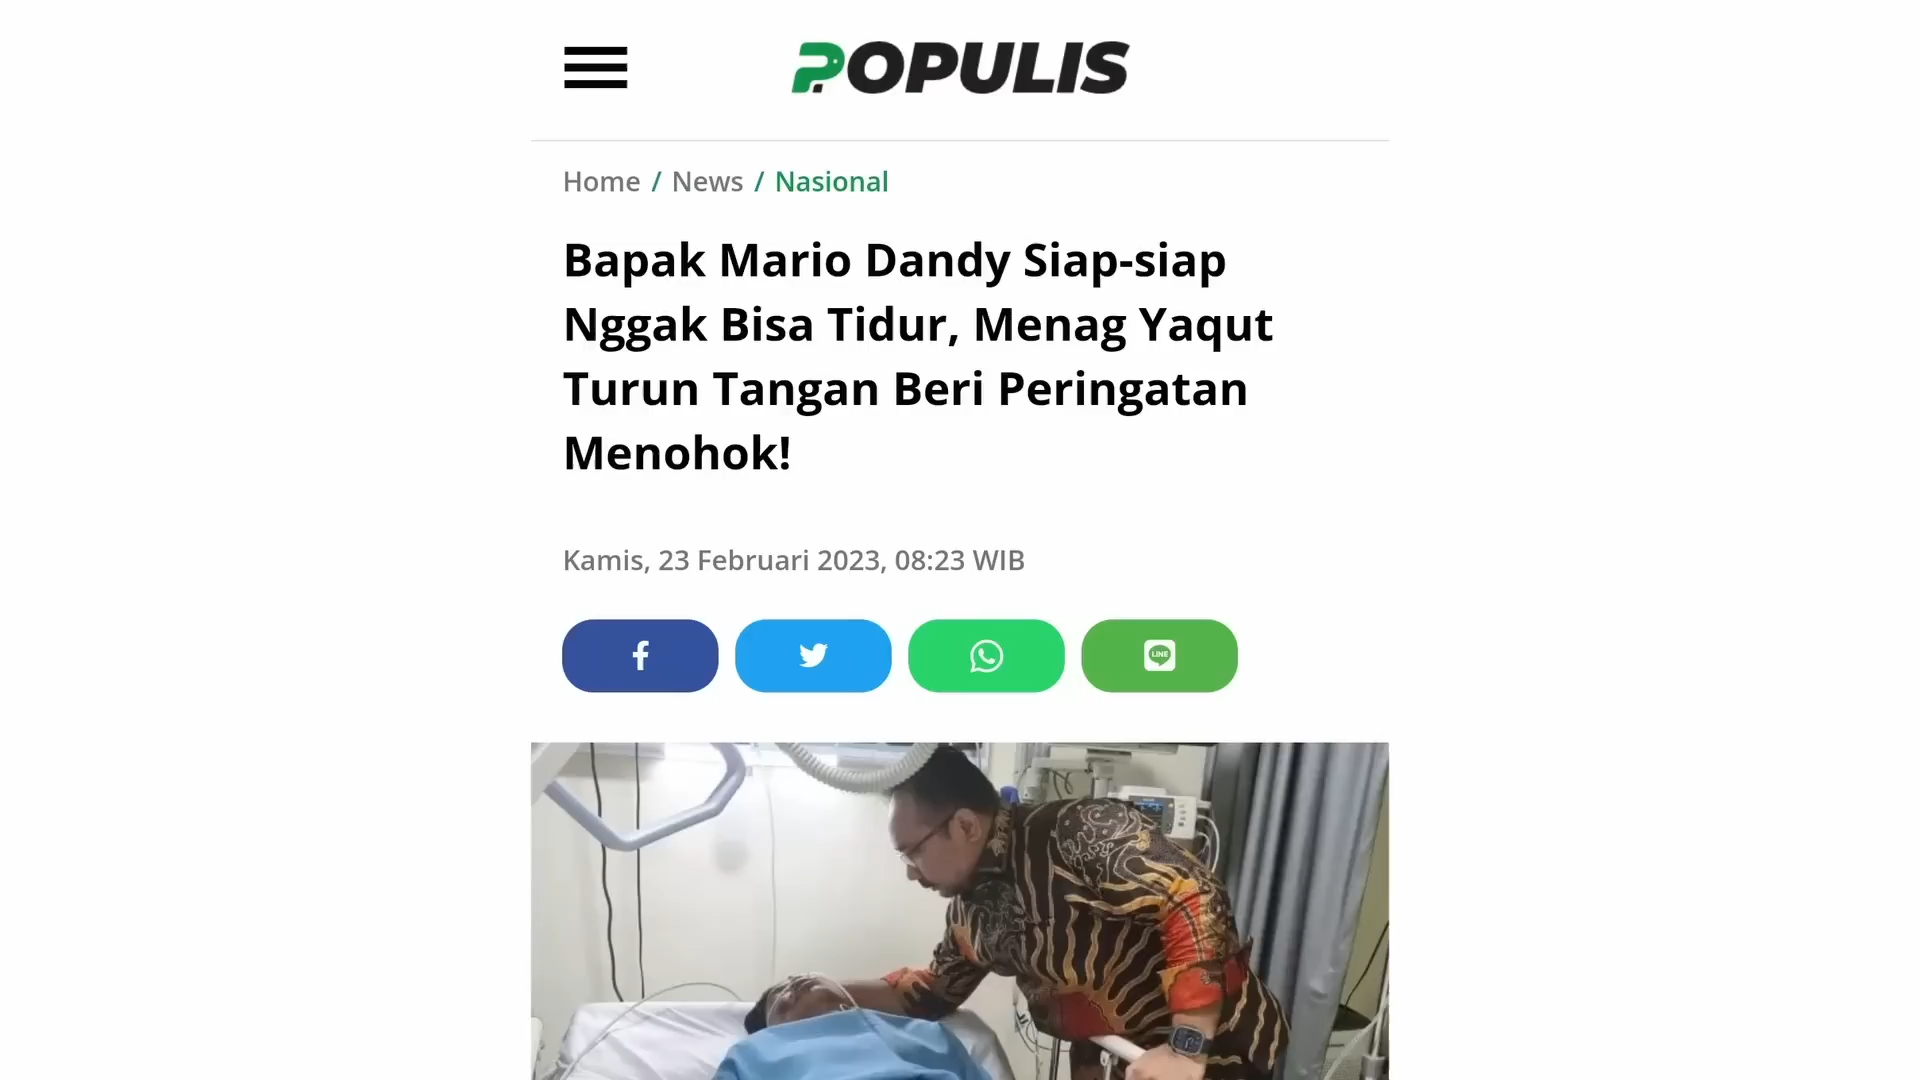 POPULIS
Home / News / Nasional
Bapak Mario Dandy Siap-siap
Nggak Bisa Tidur, Menag Yaqut
Turun Tangan Beri Peringatan
Menohok!
Kamis, 23 Februari 2023, 08:23 WIB
LINE